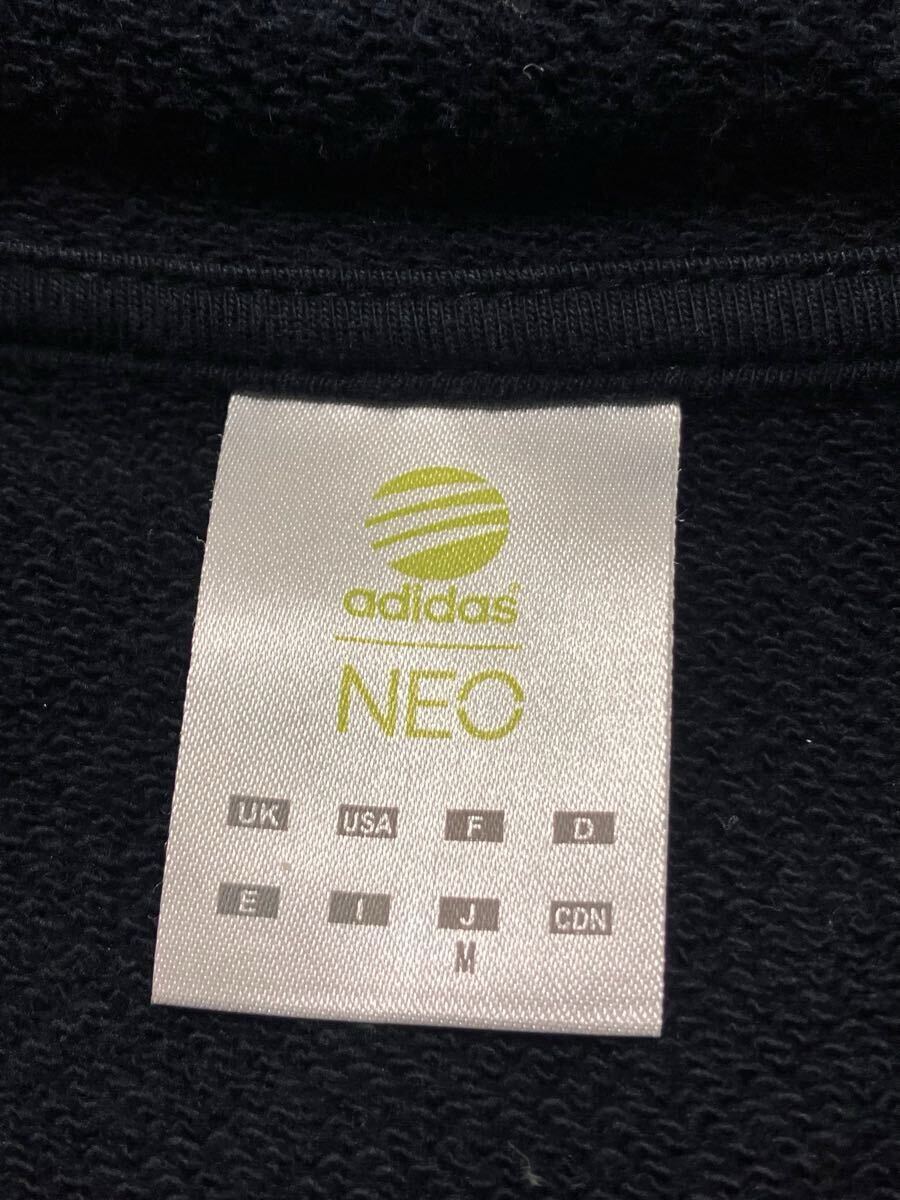 adidas
NEO
UK USA F D
E I J CDN
M